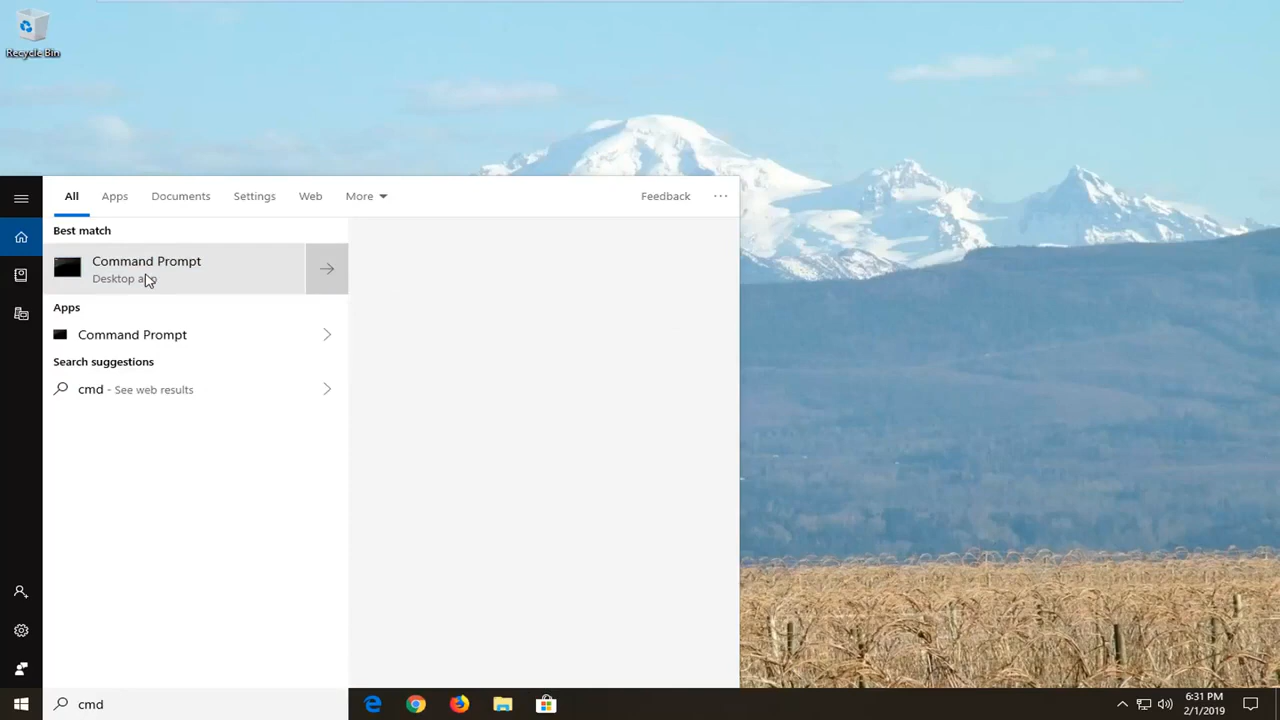 Recycle Bin
All
Apps
Documents
Settings
Web
More
Feedback
Best match
Command Prompt
Desktop app
Apps
Command Prompt
Search suggestions
cmd - See web results
cmd
6:31 PM
2/1/2019